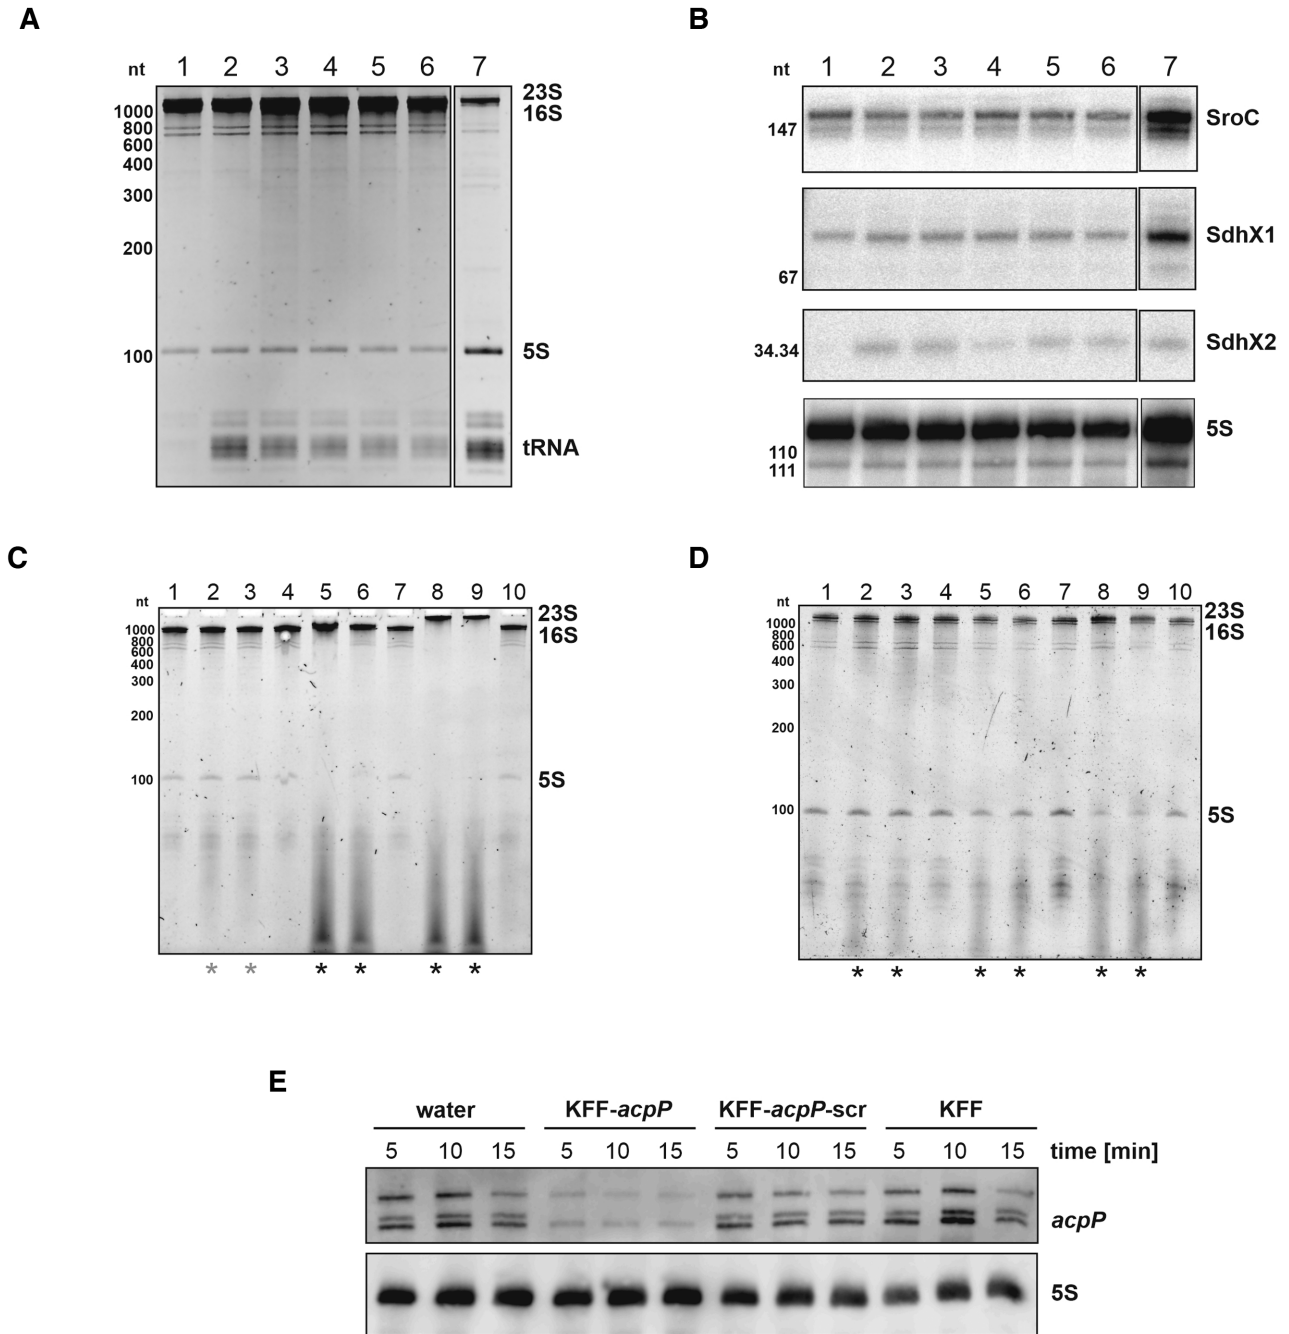 A
nt 1 2 3 4 5 6 7
23S
16S
1000
800
600
400
300
200
100
5S
tRNA
B
nt 1 2 3 4 5 6 7
147
SroC
SdhX1
67
34.34
SdhX2
5S
110
111
C
nt 1 2 3 4 5 6 7 8 9 10
23S
16S
1000
800
600
400
300
200
100
5S
* * * * * *
D
nt 1 2 3 4 5 6 7 8 9 10
23S
16S
1000
800
600
400
300
200
100
5S
* * * * * *
E
water KFF-acpP KFF-acpP-scr KFF
5 10 15 5 10 15 5 10 15 5 10 15 time [min]
acpP
5S